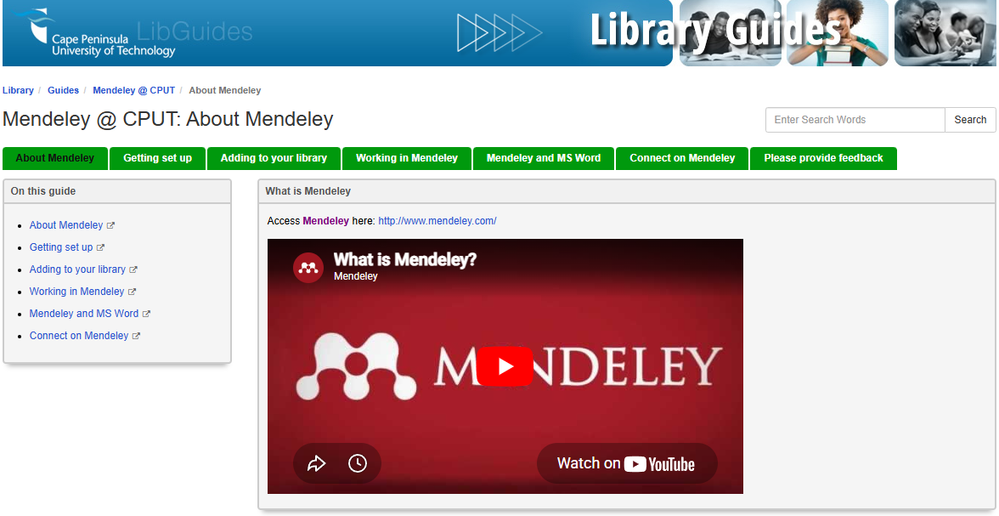 Cape Peninsula
University of Technology
LibGuides
Library Guides
Library / Guides / Mendeley @ CPUT / About Mendeley
Mendeley @ CPUT: About Mendeley
Enter Search Words
Search
About Mendeley
Getting set up
Adding to your library
Working in Mendeley
Mendeley and MS Word
Connect on Mendeley
Please provide feedback
On this guide
About Mendeley
Getting set up
Adding to your library
Working in Mendeley
Mendeley and MS Word
Connect on Mendeley
What is Mendeley
Access Mendeley here: http://www.mendeley.com/
What is Mendeley?
Mendeley
MENDELEY
Watch on YouTube